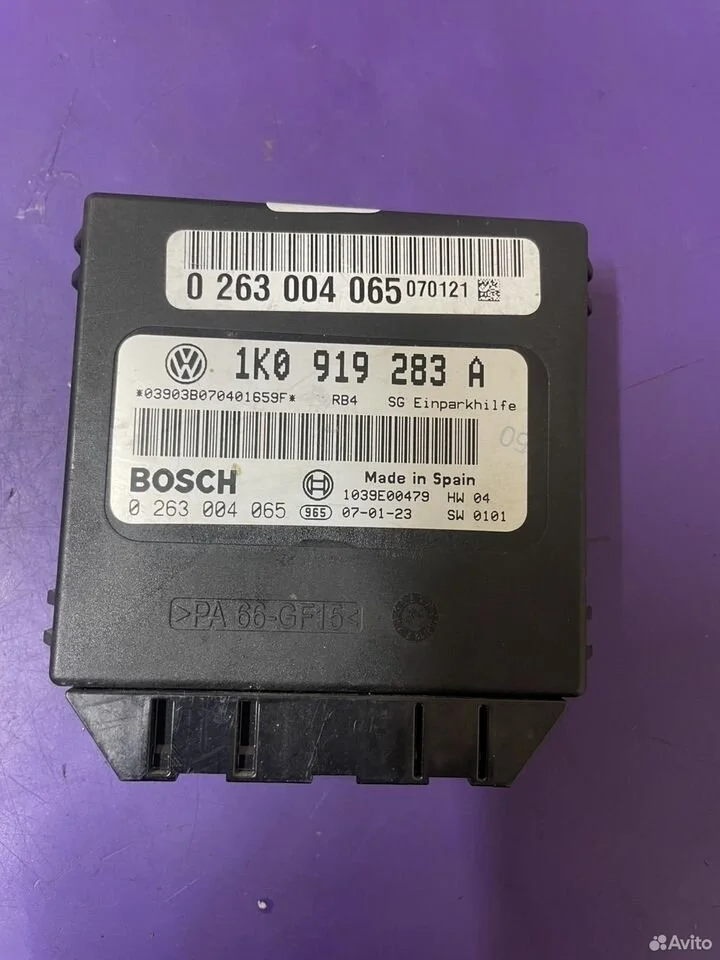 0 263 004 065 070121
1K0 919 283 A
*03903B070401659F* RB4 SG Einparkhilfe
BOSCH Made in Spain
1039E00479 HW 04
0 263 004 065 965 07-01-23 SW 0101
>PA 66-GF15<
Avito